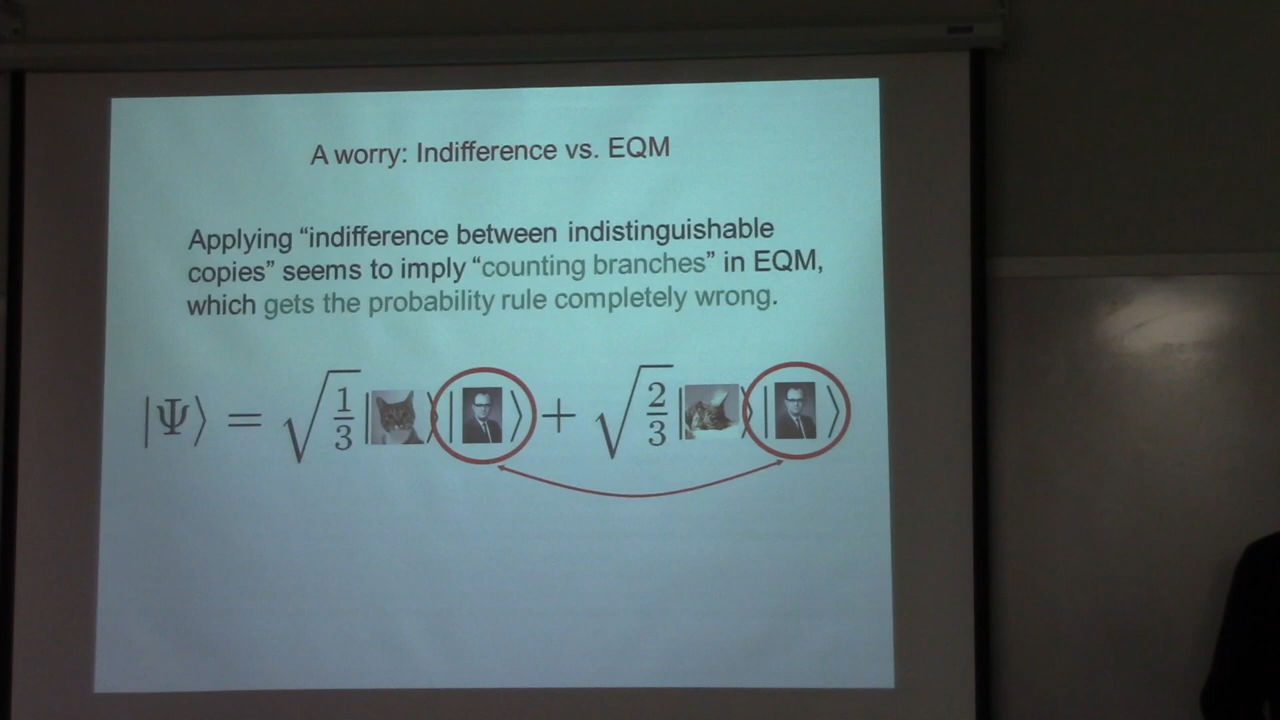 A worry: Indifference vs. EQM
Applying “indifference between indistinguishable
copies” seems to imply “counting branches” in EQM,
which gets the probability rule completely wrong.
|Ψ⟩ = √1/3 | ⟩| ⟩ + √2/3 | ⟩| ⟩